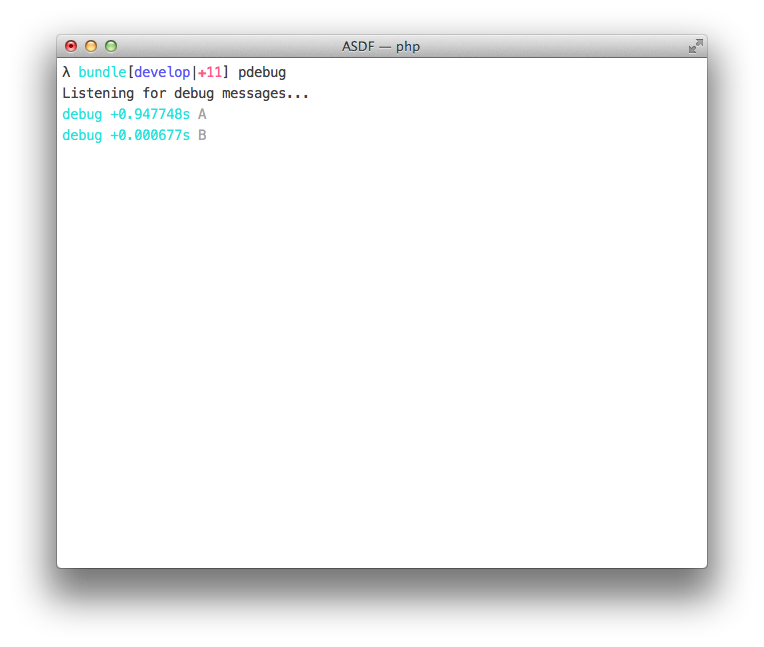 ASDF — php
λ bundle[develop|+11] pdebug
Listening for debug messages...
debug +0.947748s A
debug +0.000677s B